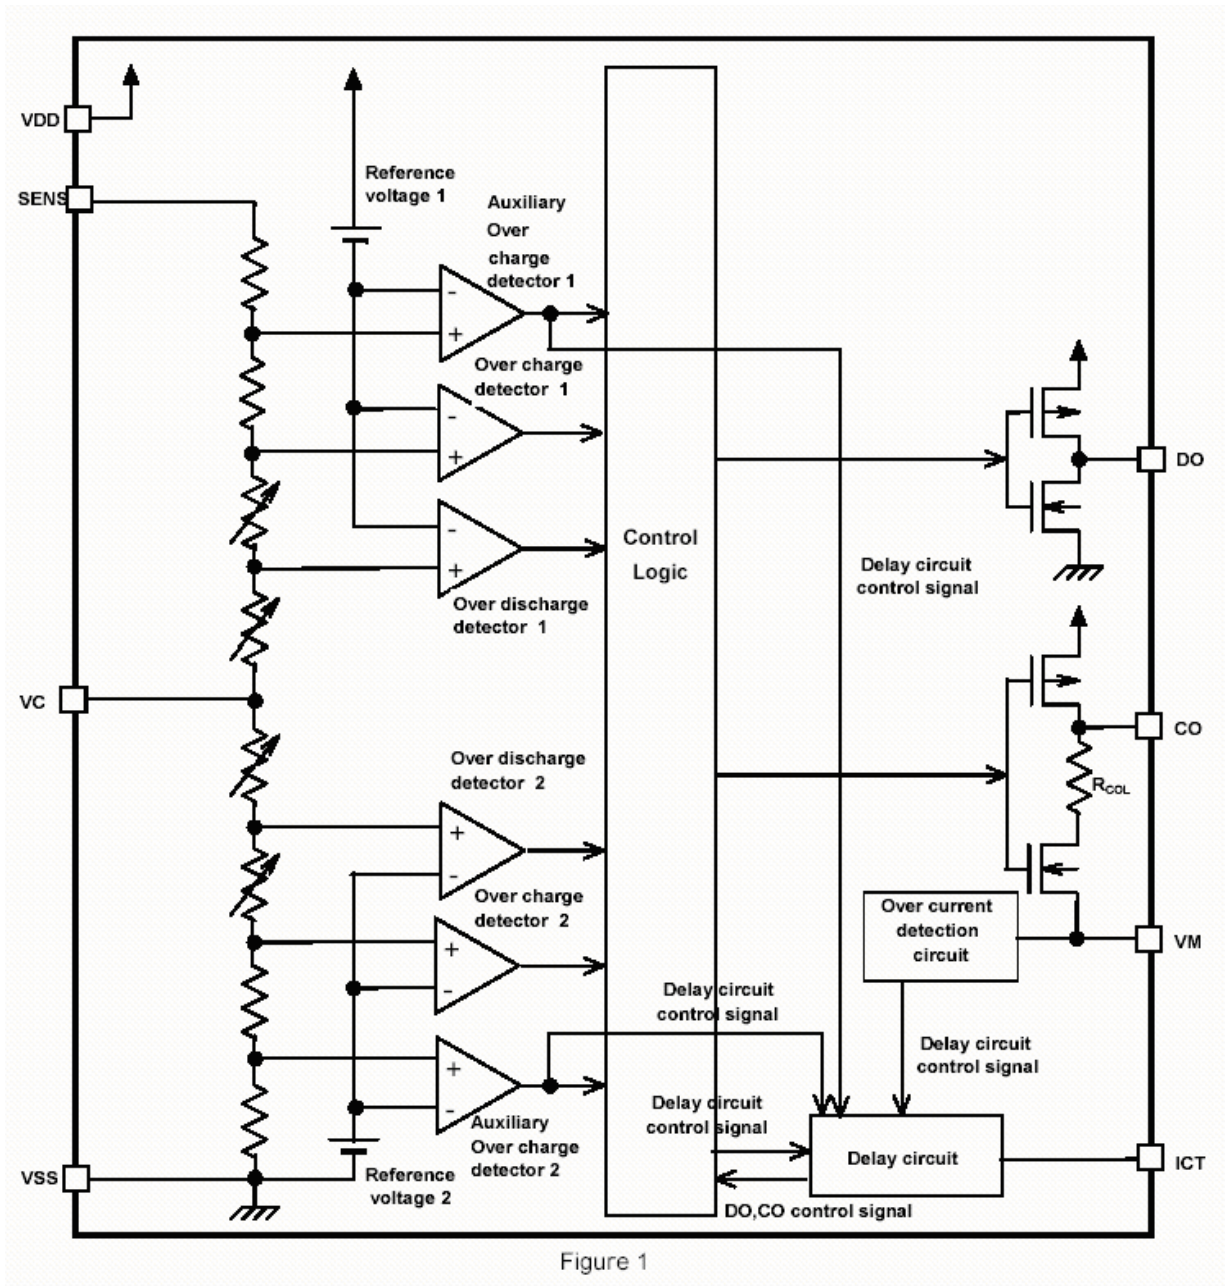 VDD
SENS
Reference
voltage 1
Auxiliary
Over
charge
detector 1
-
+
Over charge
detector 1
-
+
DO
-
+
Control
Logic
Delay circuit
control signal
Over discharge
detector 1
VC
CO
Over discharge
detector 2
RCOL
+
-
Over charge
detector 2
Over current
detection
circuit
VM
+
-
Delay circuit
control signal
Delay circuit
control signal
+
-
Delay circuit
control signal
Auxiliary
Over charge
detector 2
Delay circuit
ICT
VSS
Reference
voltage 2
DO,CO control signal
Figure 1